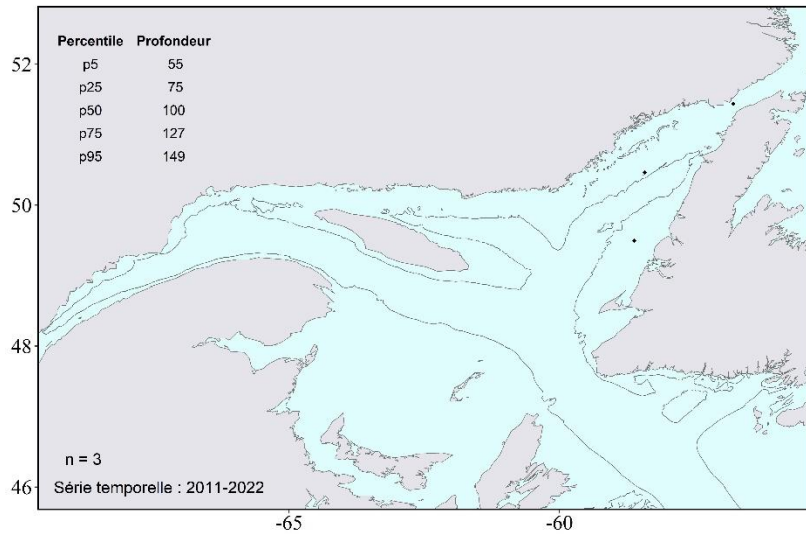 Percentile Profondeur
p5 55
p25 75
p50 100
p75 127
p95 149
52
50
48
46
n = 3
Série temporelle : 2011-2022
-65 -60